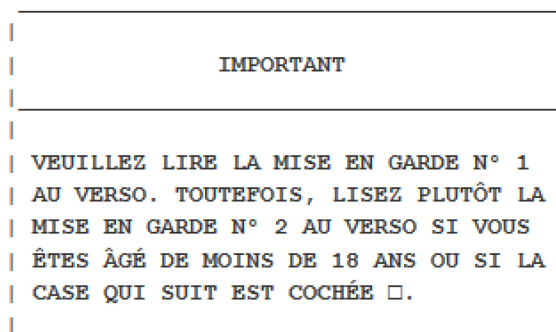 IMPORTANT
VEUILLEZ LIRE LA MISE EN GARDE N° 1
AU VERSO. TOUTEFOIS, LISEZ PLUTÔT LA
MISE EN GARDE N° 2 AU VERSO SI VOUS
ÊTES ÂGÉ DE MOINS DE 18 ANS OU SI LA
CASE QUI SUIT EST COCHÉE □.